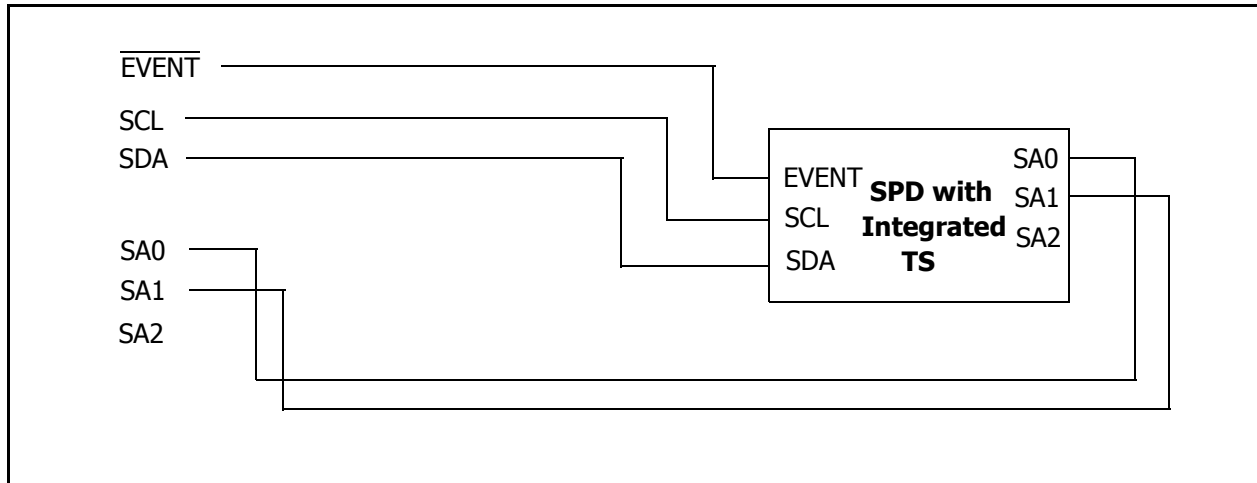 EVENT
SCL
SDA
SA0
SA1
SA2
EVENT
SCL
SDA
SPD with
Integrated
TS
SA0
SA1
SA2